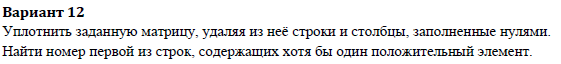 Вариант 12
Уплотнить заданную матрицу, удаляя из неё строки и столбцы, заполненные нулями.
Найти номер первой из строк, содержащих хотя бы один положительный элемент.